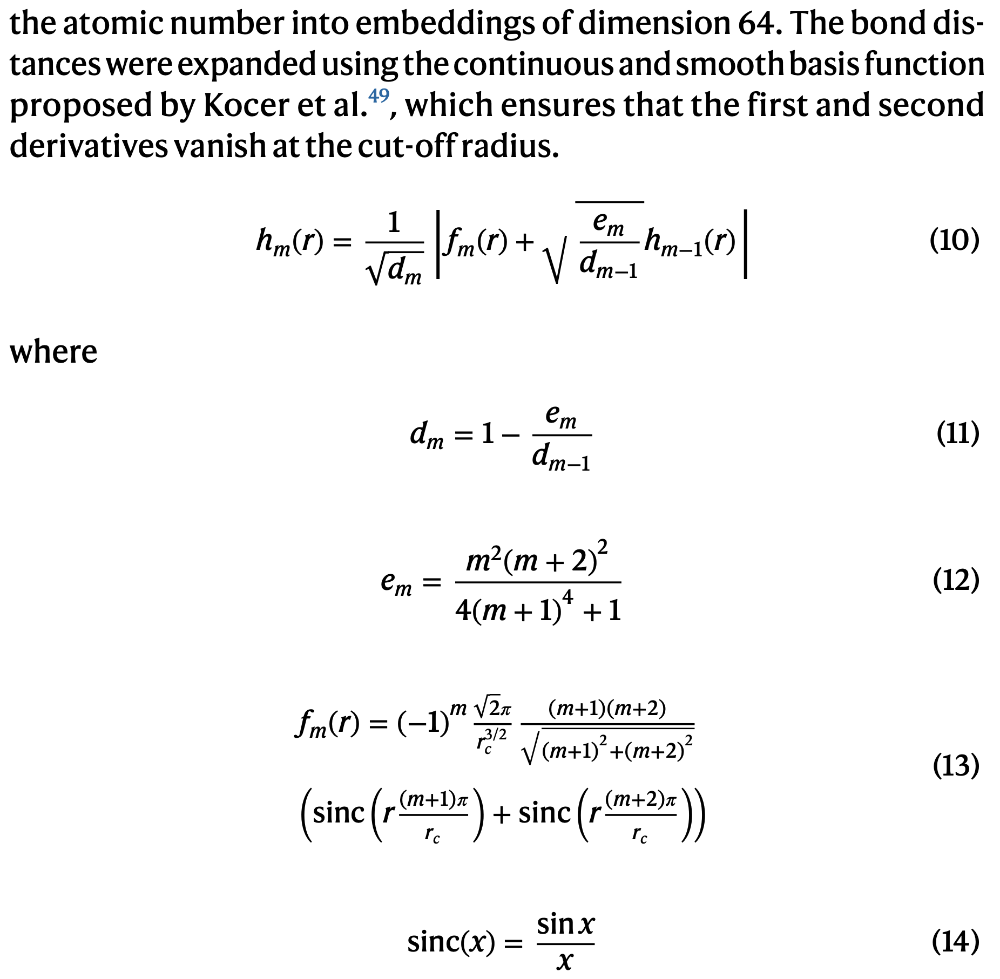 the atomic number into embeddings of dimension 64. The bond dis-
tances were expanded using the continuous and smooth basis function
proposed by Kocer et al.⁴⁹, which ensures that the first and second
derivatives vanish at the cut-off radius.
$h_m(r) = \frac{1}{\sqrt{d_m}} \left| f_m(r) + \sqrt{\frac{e_m}{d_{m-1}}} h_{m-1}(r) \right|$ (10)
where
$d_m = 1 - \frac{e_m}{d_{m-1}}$ (11)
$e_m = \frac{m^2(m+2)^2}{4(m+1)^4+1}$ (12)
$f_m(r) = (-1)^m \frac{\sqrt{2}\pi}{r_c^{3/2}} \frac{(m+1)(m+2)}{\sqrt{(m+1)^2+(m+2)^2}}$
$\left( \text{sinc}\left( r\frac{(m+1)\pi}{r_c} \right) + \text{sinc}\left( r\frac{(m+2)\pi}{r_c} \right) \right)$ (13)
$\text{sinc}(x) = \frac{\sin x}{x}$ (14)